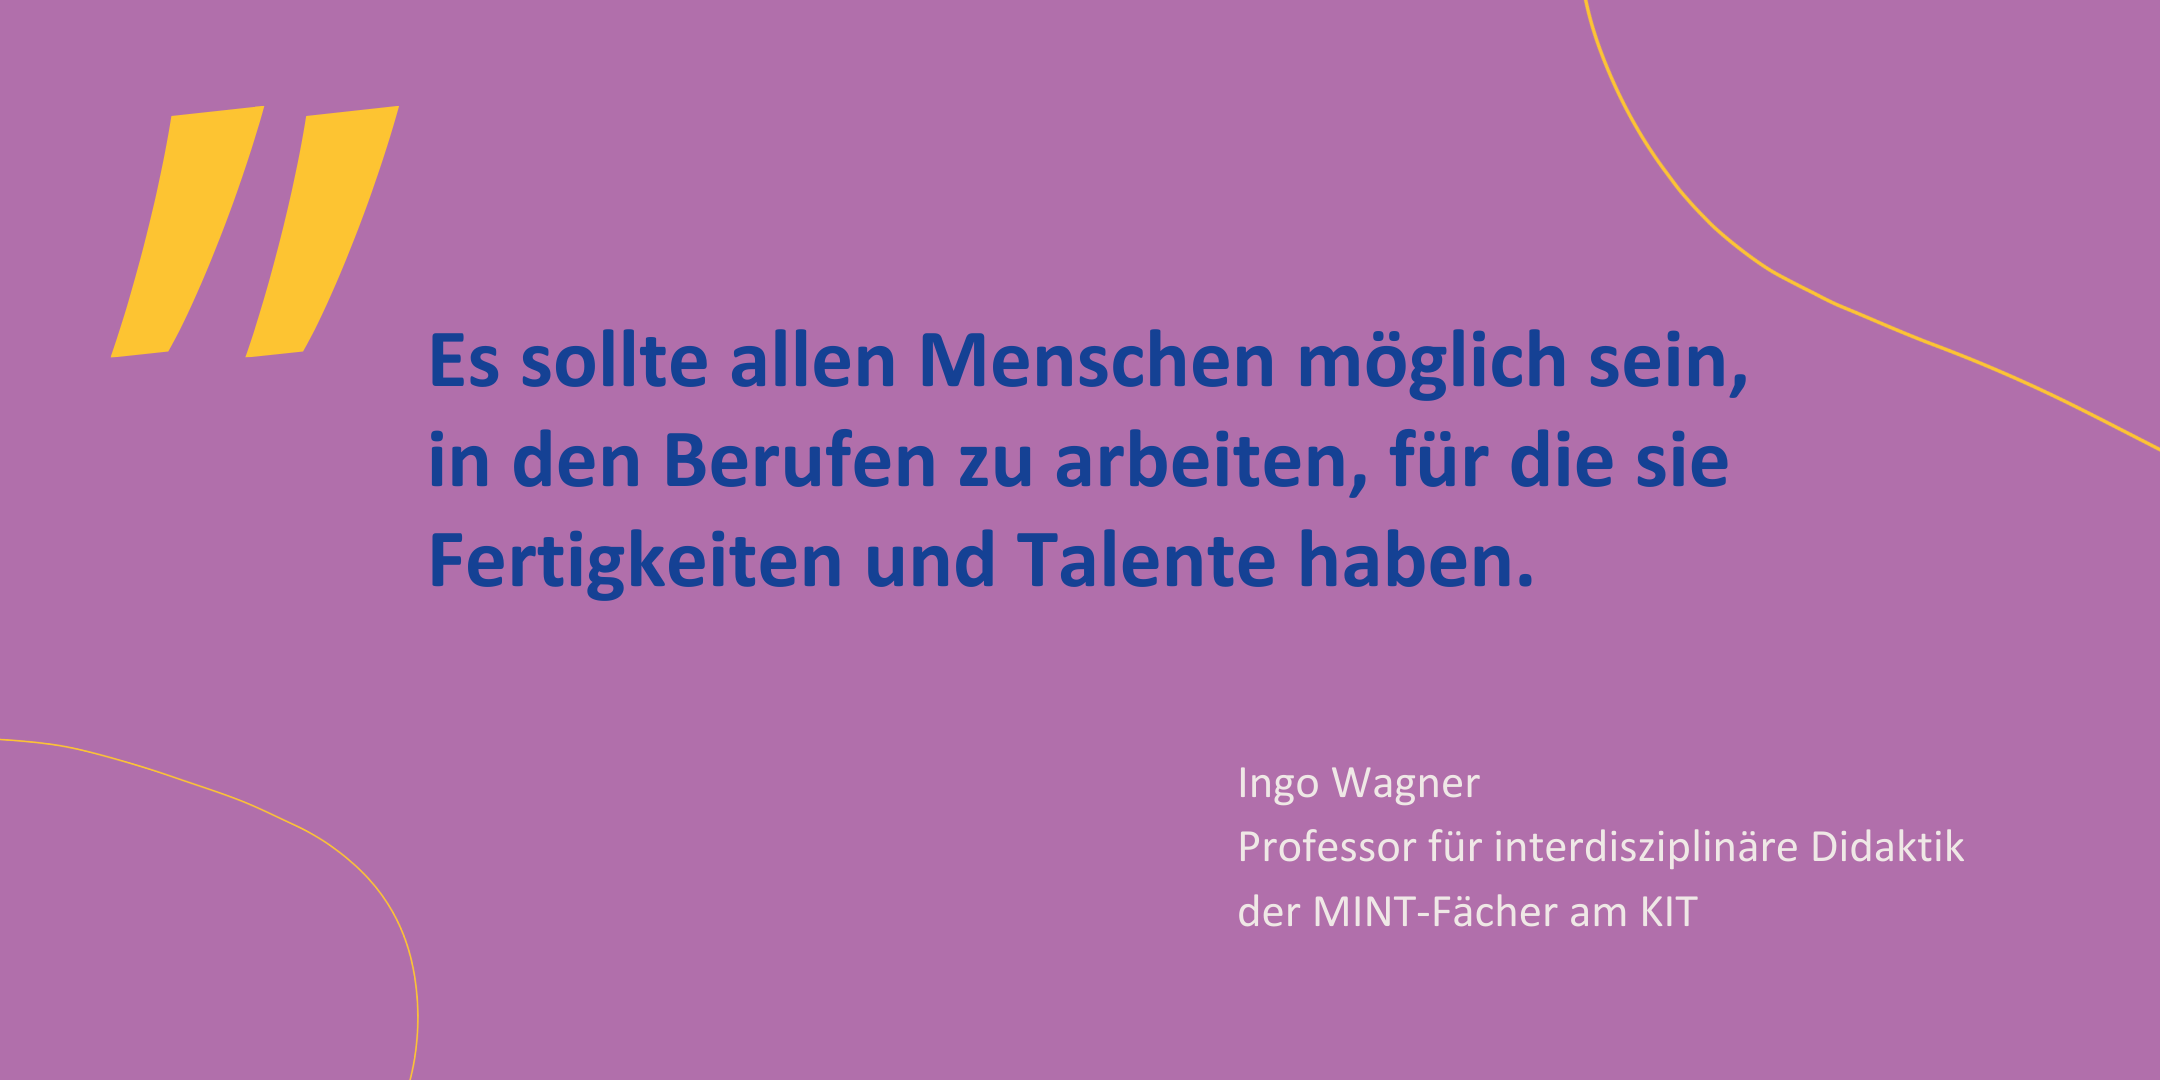 "
Es sollte allen Menschen möglich sein,
in den Berufen zu arbeiten, für die sie
Fertigkeiten und Talente haben.
Ingo Wagner
Professor für interdisziplinäre Didaktik
der MINT-Fächer am KIT